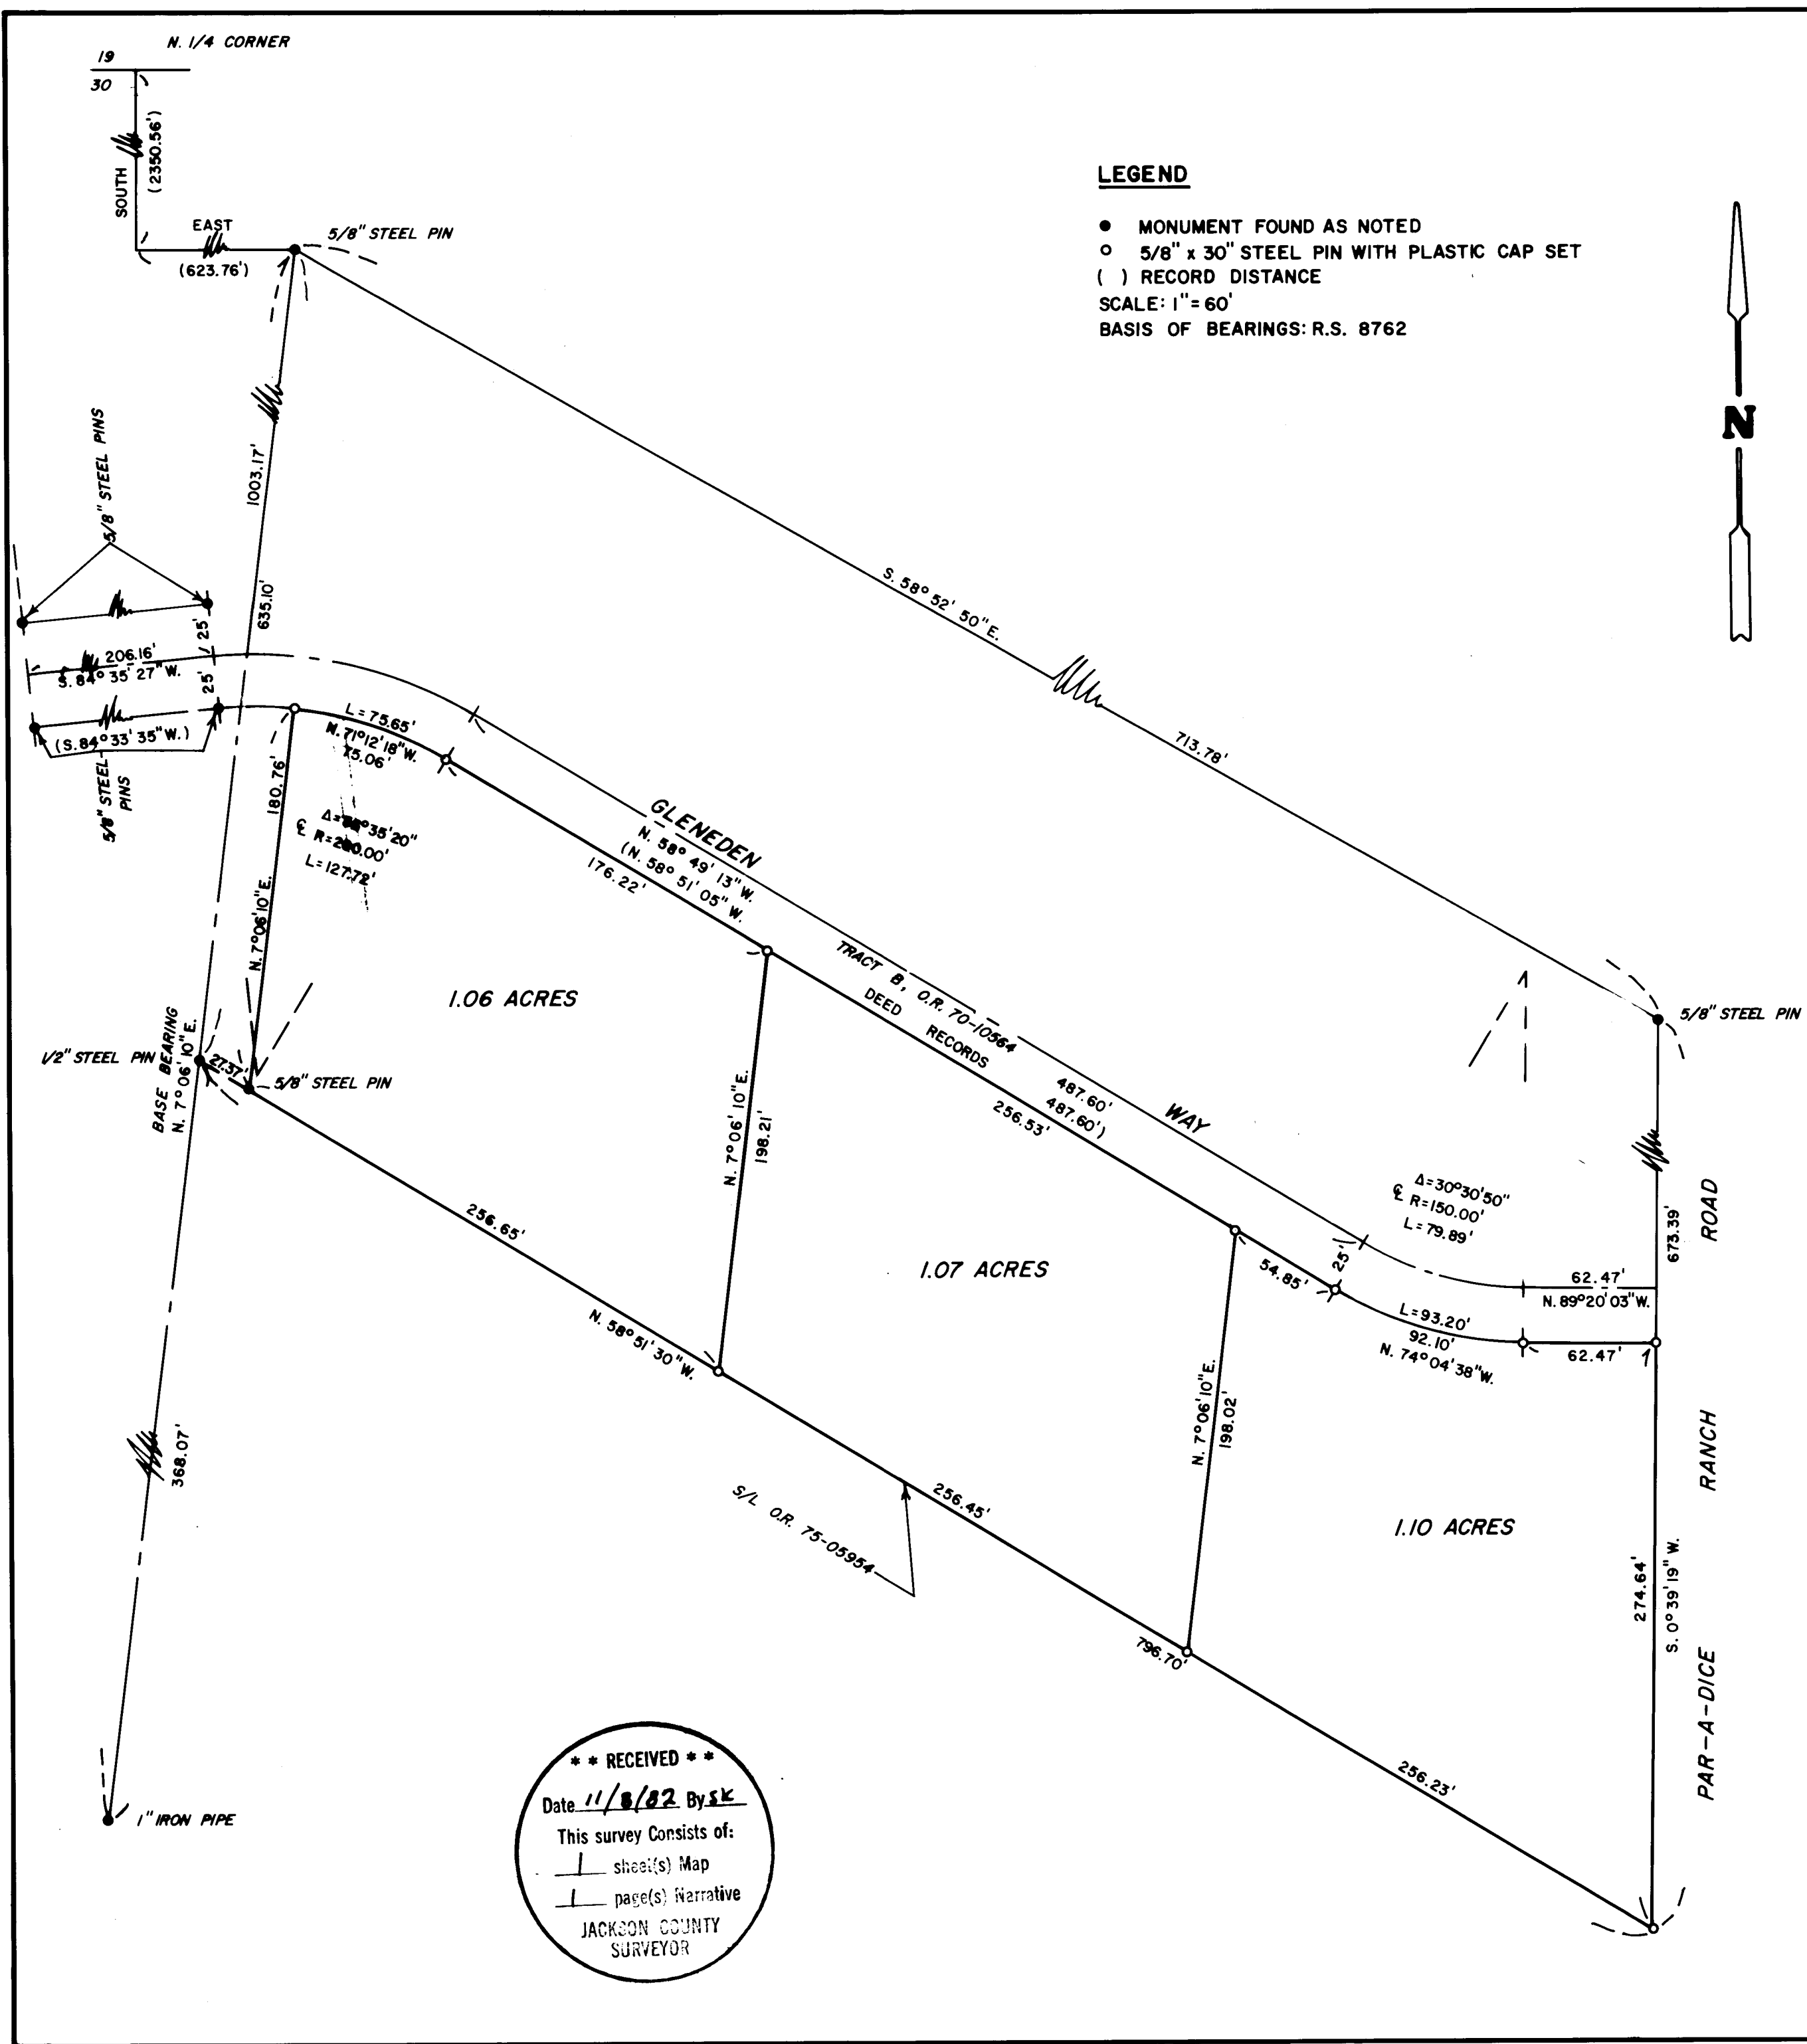 N. 1/4 CORNER
19
30
SOUTH
(2350.56')
EAST
(623.76')
5/8" STEEL PIN
LEGEND
● MONUMENT FOUND AS NOTED
○ 5/8" x 30" STEEL PIN WITH PLASTIC CAP SET
( ) RECORD DISTANCE
SCALE: 1"=60'
BASIS OF BEARINGS: R.S. 8762
N
5/8" STEEL PINS
1003.17'
635.10'
25'
206.16'
S. 84° 35' 27" W.
25'
(S. 84° 33' 35" W.)
5/8" STEEL
PINS
S. 58° 52' 50" E.
713.78'
L = 75.65'
N. 71°12'18" W.
75.06'
180.76'
N. 7°06'10" E.
35'20"
℄
L=127.72'
GLENEDEN
N. 58° 49' 13" W.
(N. 58° 51' 05" W.
176.22'
TRACT B, O.R. 70-10564
DEED RECORDS
487.60'
487.60')
256.53'
WAY
1.06 ACRES
5/8" STEEL PIN
1/2" STEEL PIN
BASE BEARING
N. 7° 06' 10" E.
27.37'
5/8" STEEL PIN
N. 7°06' 10" E.
198.21'
256.65'
N. 58° 51' 30" W.
1.07 ACRES
Δ=30°30'50"
℄ R=150.00'
L=79.89'
673.39'
ROAD
54.85'
25'
62.47'
N. 89°20'03" W.
L=93.20'
92.10'
N. 74°04'38" W.
62.47'
N. 7°06'10" E.
198.02'
368.07'
S/L O.R. 75-05954
256.45'
1.10 ACRES
RANCH
274.64'
S. 0°39'19" W.
796.70'
PAR-A-DICE
256.23'
1" IRON PIPE
* * RECEIVED * *
Date 11/8/82 By SK
This survey Consists of:
1 sheet(s) Map
1 page(s) Narrative
JACKSON COUNTY
SURVEYOR